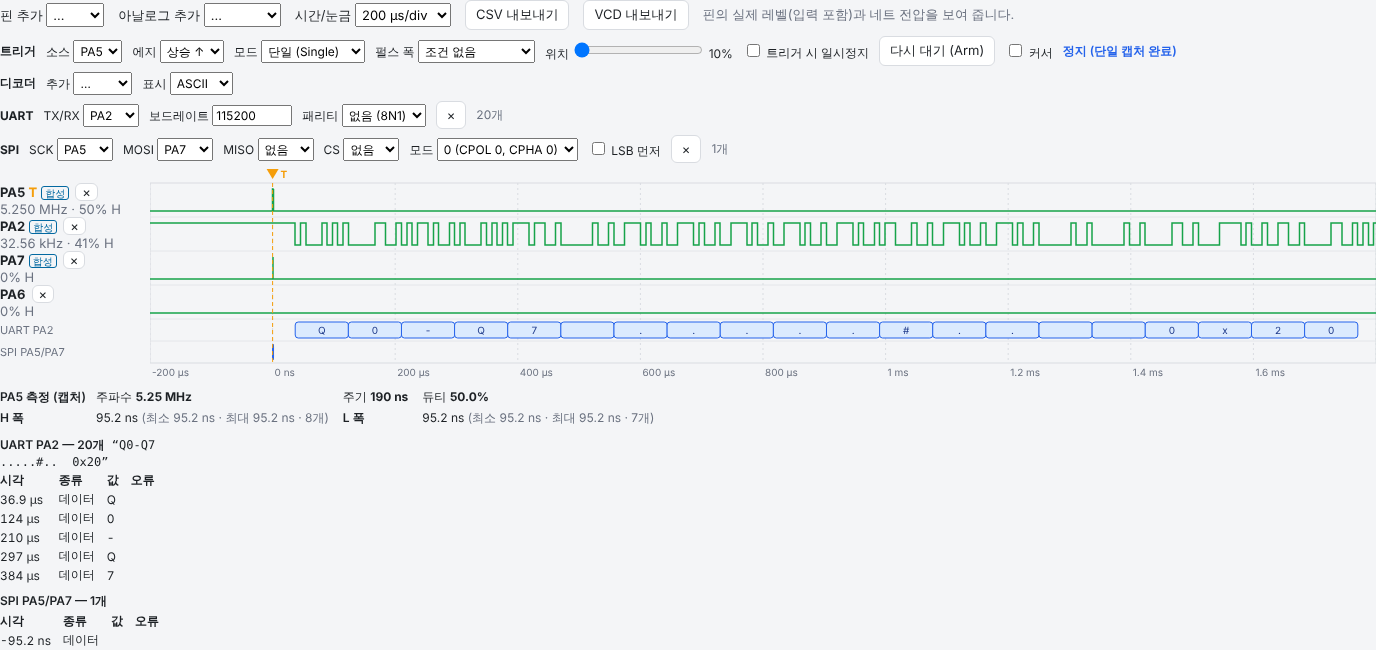 핀 추가 ... 아날로그 추가 ... 시간/눈금 200 µs/div CSV 내보내기 VCD 내보내기 핀의 실제 레벨(입력 포함)과 네트 전압을 보여 줍니다.
트리거 소스 PA5 에지 상승 ↑ 모드 단일 (Single) 펄스 폭 조건 없음 위치 10% 트리거 시 일시정지 다시 대기 (Arm) 커서 정지 (단일 캡처 완료)
디코더 추가 ... 표시 ASCII
UART TX/RX PA2 보드레이트 115200 패리티 없음 (8N1) × 20개
SPI SCK PA5 MOSI PA7 MISO 없음 CS 없음 모드 0 (CPOL 0, CPHA 0) LSB 먼저 × 1개
T
PA5 T 합성 ×
5.250 MHz · 50% H
PA2 합성 ×
32.56 kHz · 41% H
PA7 합성 ×
0% H
PA6 ×
0% H
UART PA2 Q 0 - Q 7 . . . . . # . . 0 x 2 0
SPI PA5/PA7
-200 µs 0 ns 200 µs 400 µs 600 µs 800 µs 1 ms 1.2 ms 1.4 ms 1.6 ms
PA5 측정 (캡처) 주파수 5.25 MHz 주기 190 ns 듀티 50.0%
H 폭 95.2 ns (최소 95.2 ns · 최대 95.2 ns · 8개) L 폭 95.2 ns (최소 95.2 ns · 최대 95.2 ns · 7개)
UART PA2 — 20개 “Q0-Q7
.....#.. 0x20”
시각 종류 값 오류
36.9 µs 데이터 Q
124 µs 데이터 0
210 µs 데이터 -
297 µs 데이터 Q
384 µs 데이터 7
SPI PA5/PA7 — 1개
시각 종류 값 오류
-95.2 ns 데이터